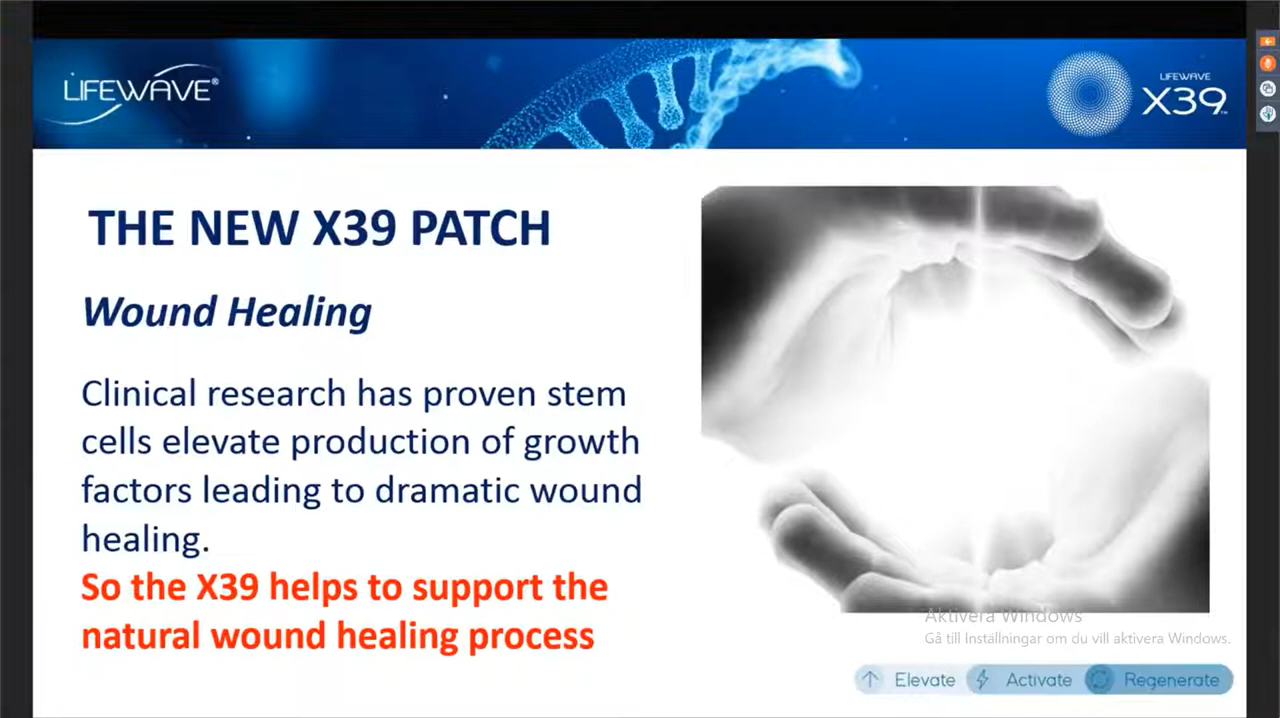 LIFEWAVE®
LIFEWAVE
X39™
THE NEW X39 PATCH
Wound Healing
Clinical research has proven stem
cells elevate production of growth
factors leading to dramatic wound
healing.
So the X39 helps to support the
natural wound healing process
Aktivera Windows
Gå till Inställningar om du vill aktivera Windows.
Elevate Activate Regenerate